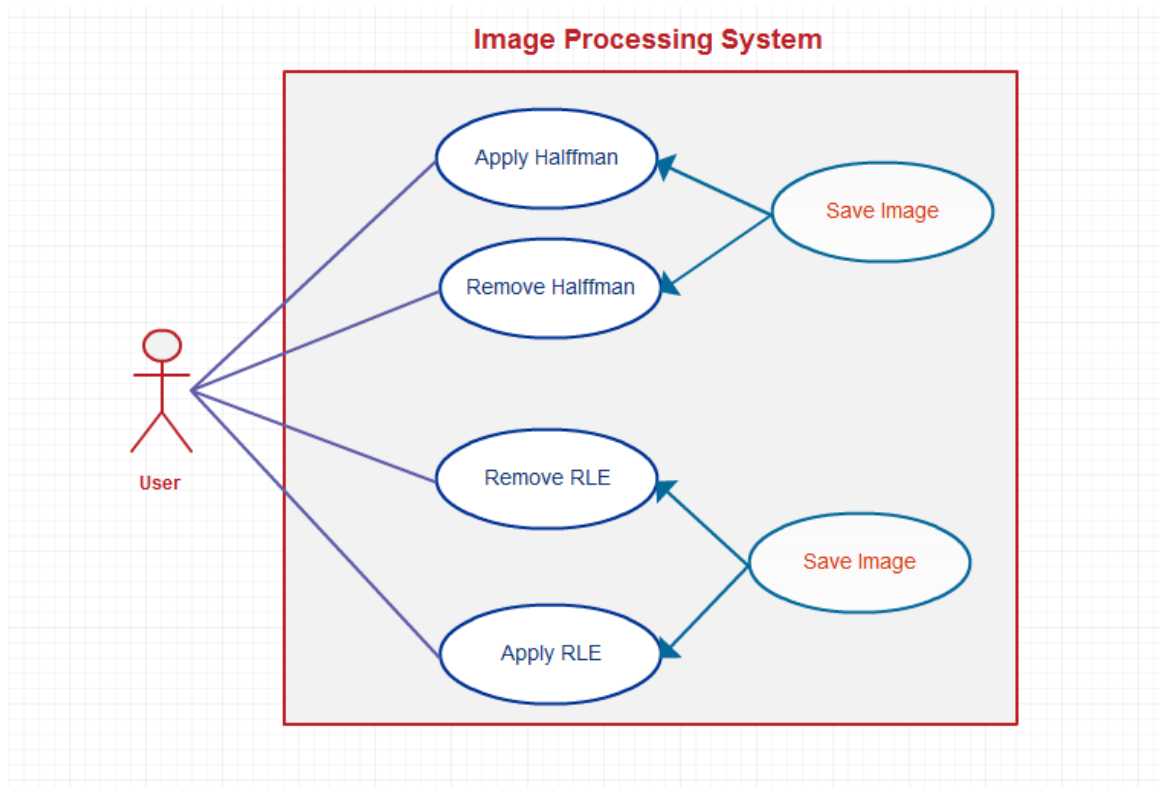 Image Processing System
Apply Halffman
Save Image
Remove Halffman
User
Remove RLE
Save Image
Apply RLE